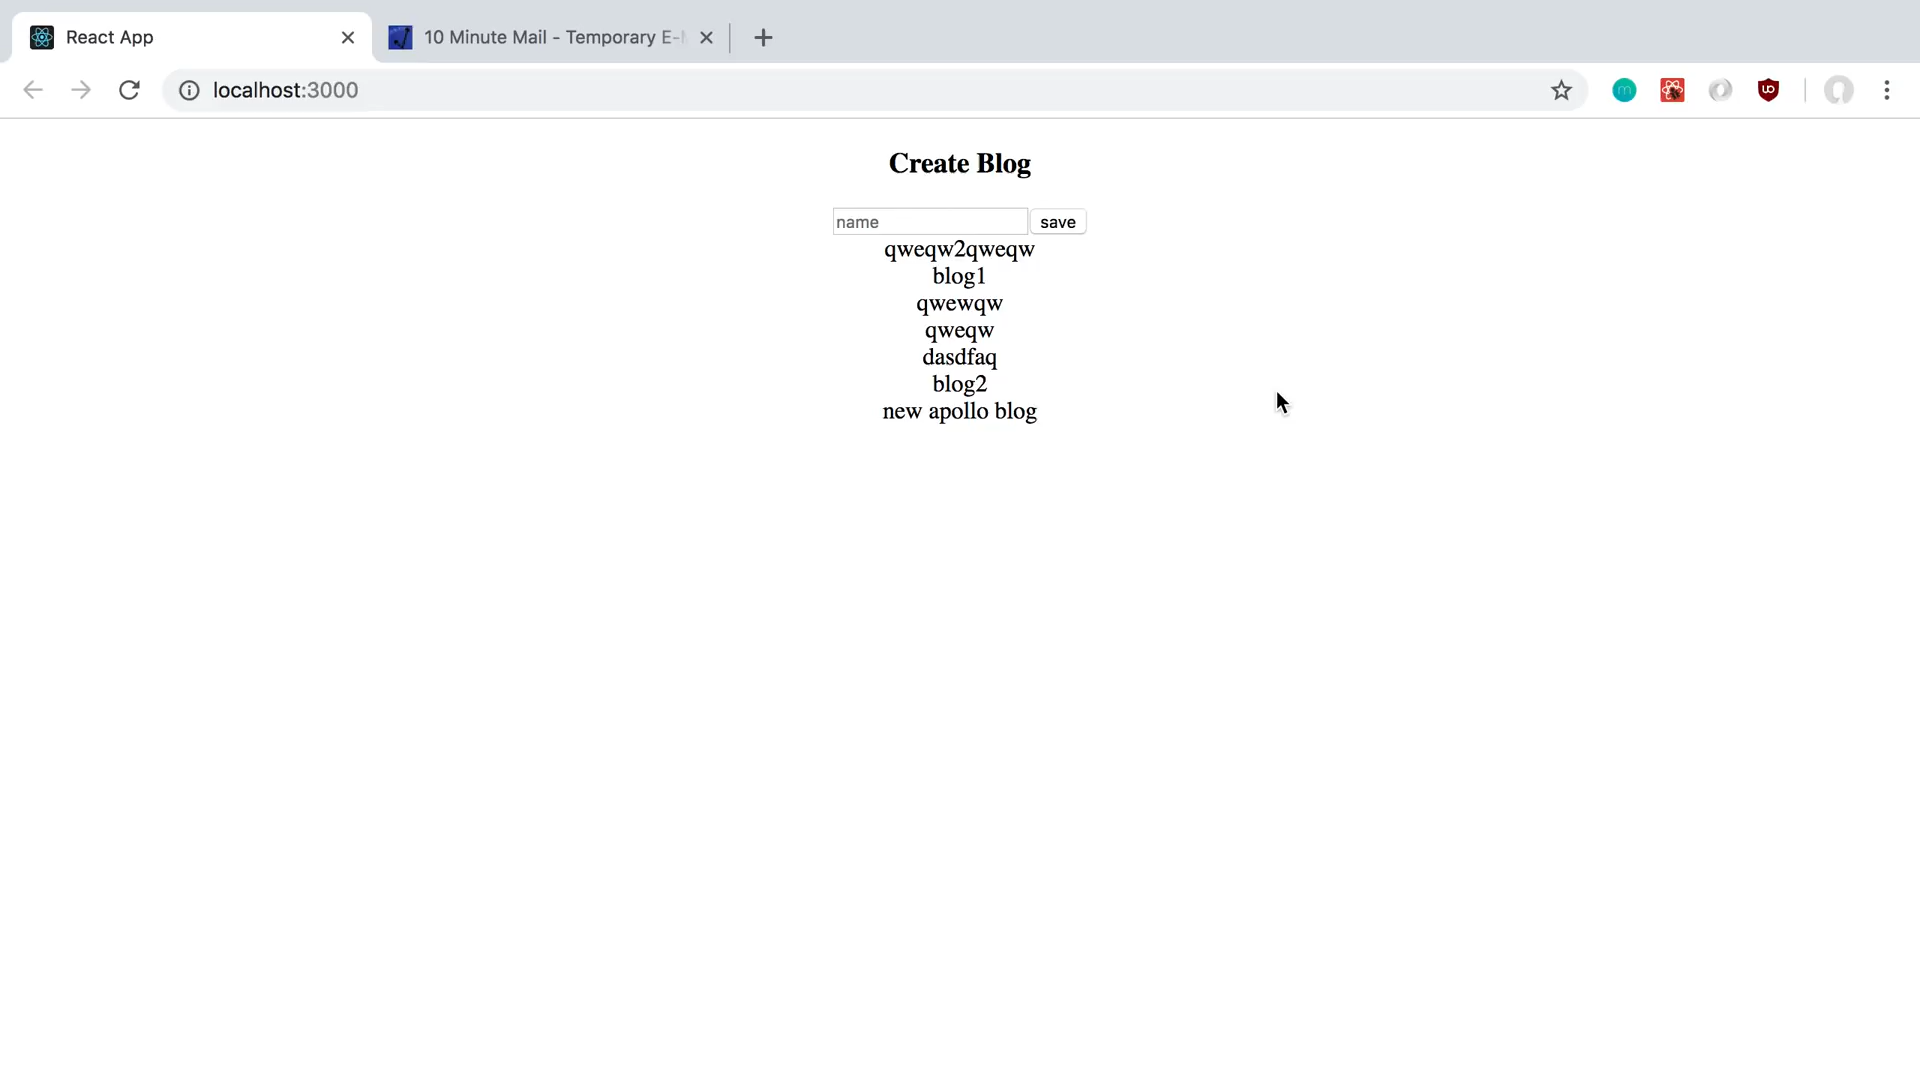 React App
10 Minute Mail - Temporary E-
localhost:3000
Create Blog
name save
qweqw2qweqw
blog1
qwewqw
qweqw
dasdfaq
blog2
new apollo blog